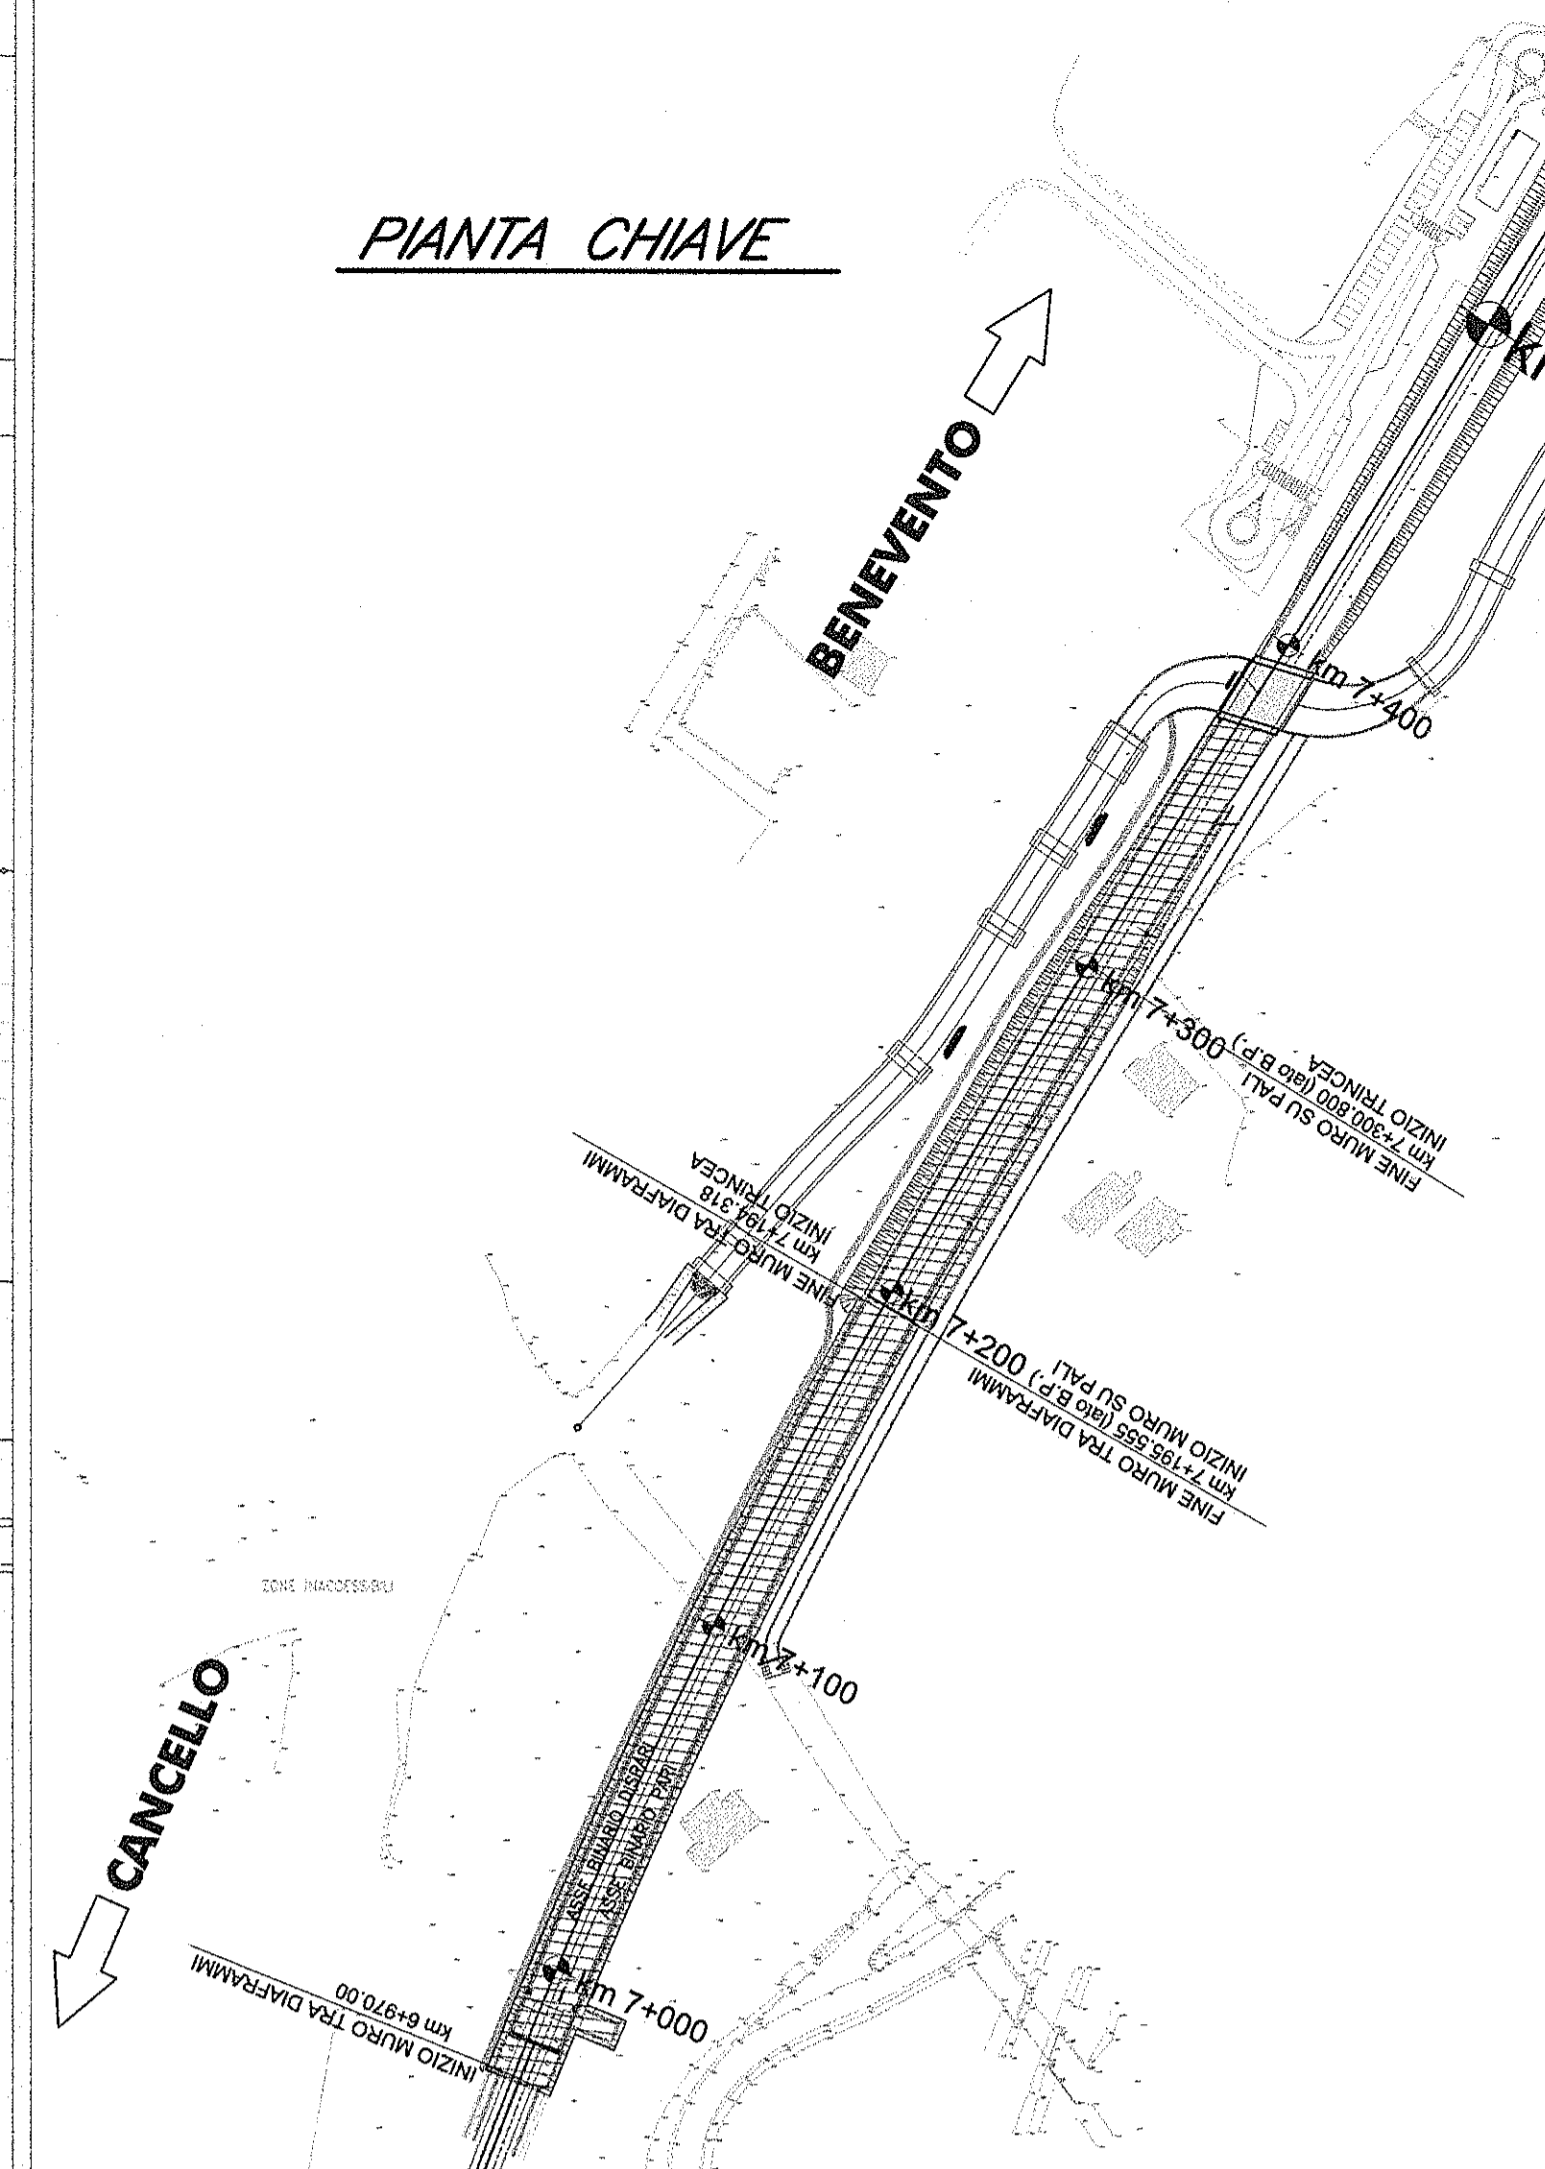 PIANTA CHIAVE
BENEVENTO
km 7+400
km 7+300
FINE MURO SU PALI
km 7+300.800 (lato B.P.)
INIZIO TRINCEA
FINE MURO TRA DIAFRAMMI
km 7+194.318
INIZIO TRINCEA
km 7+200
FINE MURO TRA DIAFRAMMI
km 7+195.555 (lato B.P.)
INIZIO MURO SU PALI
ZONE INACCESSIBILI
km 7+100
CANCELLO
ASSE BINARIO DISPARI
ASSE BINARIO PARI
km 7+000
INIZIO MURO TRA DIAFRAMMI
km 6+970.00